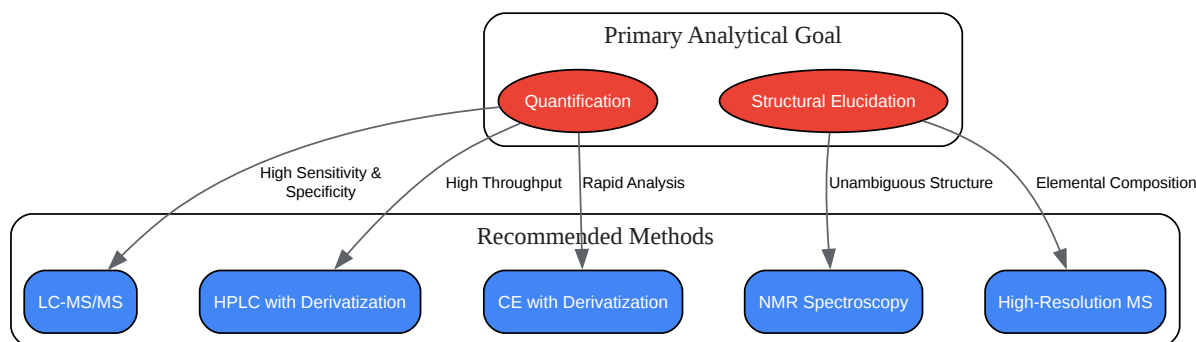 Primary Analytical Goal
Quantification
Structural Elucidation
High Sensitivity &
Specificity
High Throughput
Rapid Analysis
Unambiguous Structure
Elemental Composition
Recommended Methods
LC-MS/MS
HPLC with Derivatization
CE with Derivatization
NMR Spectroscopy
High-Resolution MS